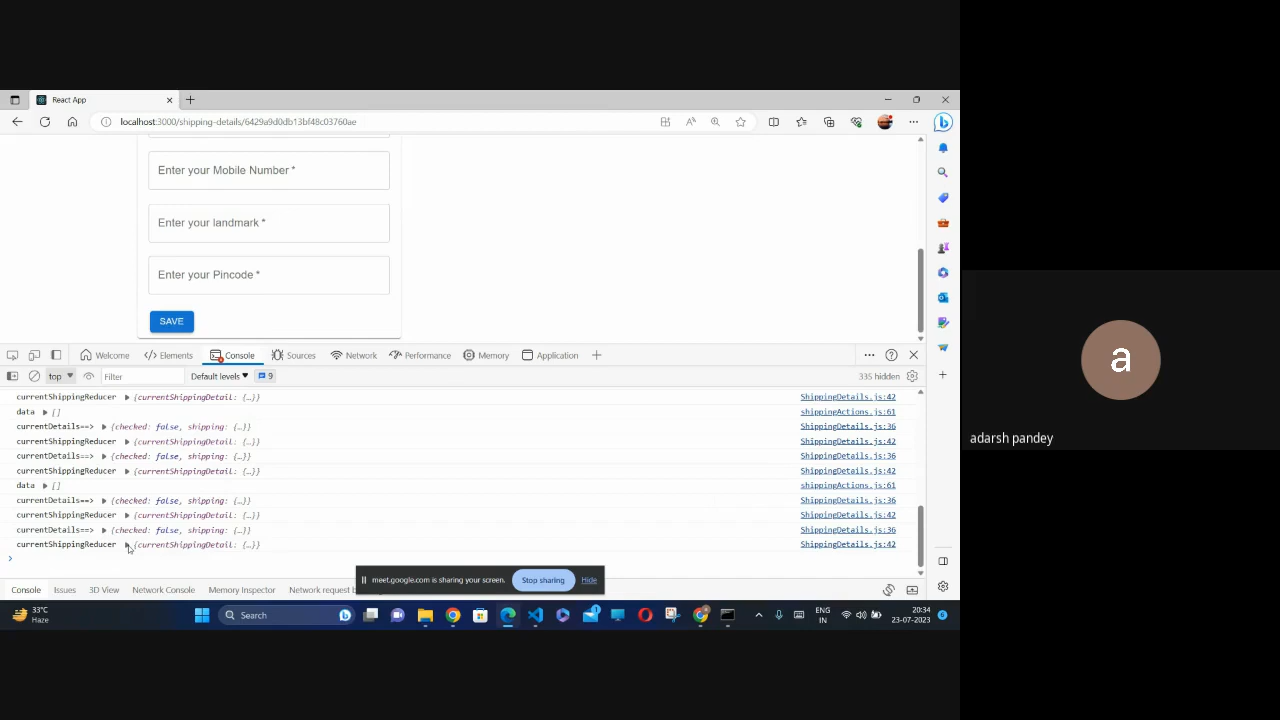 React App
localhost:3000/shipping-details/6429a9d0db13bf48c03760ae
Enter your Mobile Number *
Enter your landmark *
Enter your Pincode *
SAVE
Welcome Elements Console Sources Network Performance Memory Application
top Filter Default levels 9 335 hidden
currentShippingReducer {currentShippingDetail: {…}} ShippingDetails.js:42
data [] shippingActions.js:61
currentDetails==> {checked: false, shipping: {…}} ShippingDetails.js:36
currentShippingReducer {currentShippingDetail: {…}} ShippingDetails.js:42
currentDetails==> {checked: false, shipping: {…}} ShippingDetails.js:36
currentShippingReducer {currentShippingDetail: {…}} ShippingDetails.js:42
data [] shippingActions.js:61
currentDetails==> {checked: false, shipping: {…}} ShippingDetails.js:36
currentShippingReducer {currentShippingDetail: {…}} ShippingDetails.js:42
currentDetails==> {checked: false, shipping: {…}} ShippingDetails.js:36
currentShippingReducer {currentShippingDetail: {…}} ShippingDetails.js:42
meet.google.com is sharing your screen. Stop sharing Hide
Console Issues 3D View Network Console Memory Inspector Network request b
33°C
Haze
Search
ENG
IN
20:34
23-07-2023
a
adarsh pandey